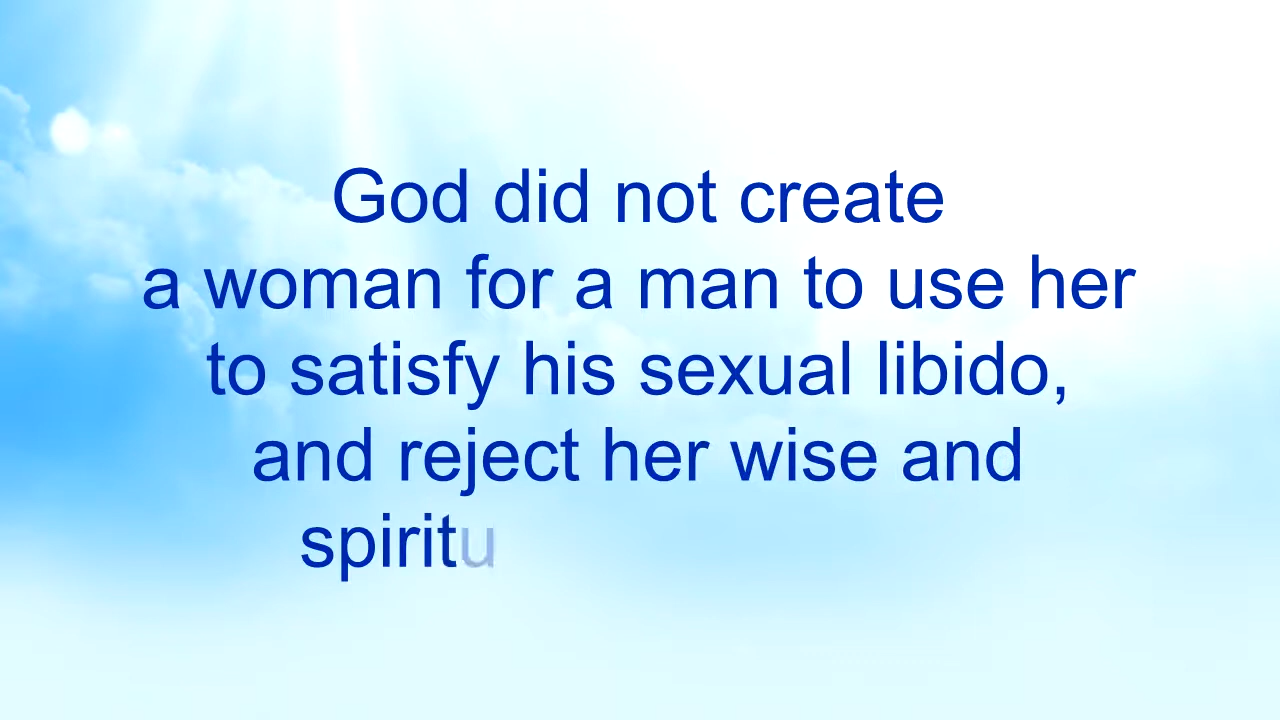 God did not create
a woman for a man to use her
to satisfy his sexual libido,
and reject her wise and
spiritu